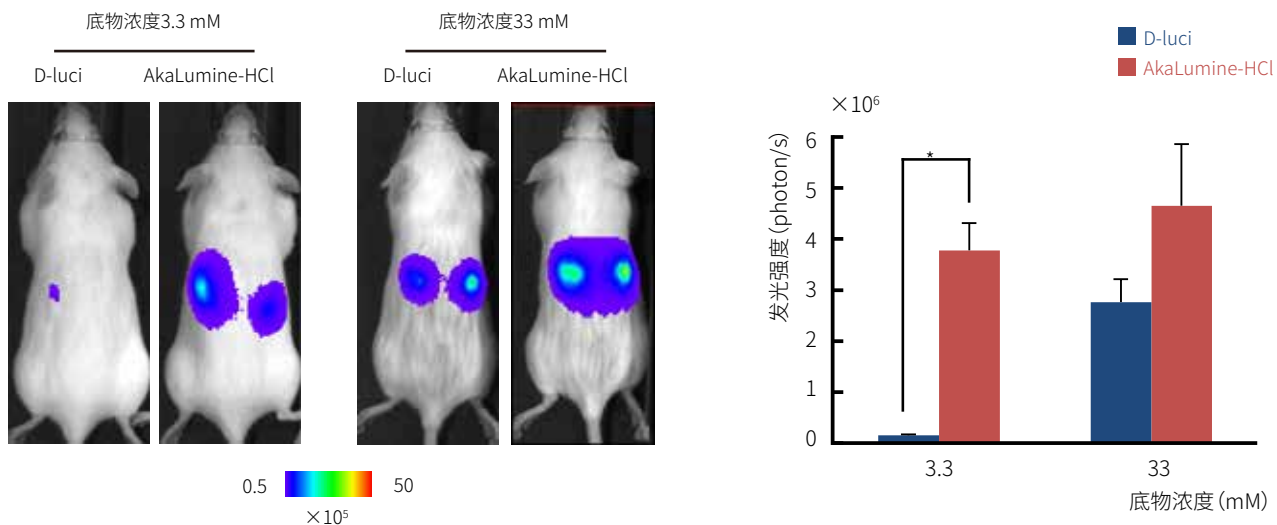 底物浓度3.3 mM
D-luci
AkaLumine-HCl
底物浓度33 mM
D-luci
AkaLumine-HCl
0.5
50
×10⁵
D-luci
AkaLumine-HCl
×10⁶
发光强度（photon/s）
6
5
4
3
2
1
0
*
3.3
33
底物浓度（mM）